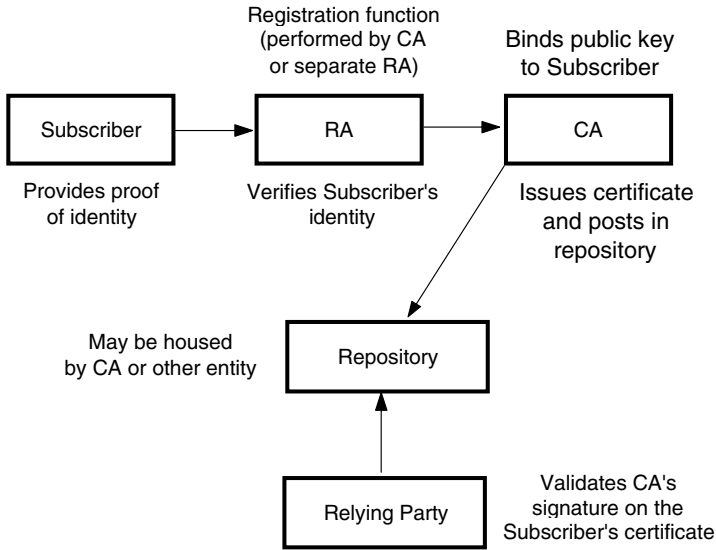 Registration function
(performed by CA
or separate RA)
Binds public key
to Subscriber
Subscriber
RA
CA
Provides proof
of identity
Verifies Subscriber's
identity
Issues certificate
and posts in
repository
May be housed
by CA or other entity
Repository
Relying Party
Validates CA's
signature on the
Subscriber's certificate